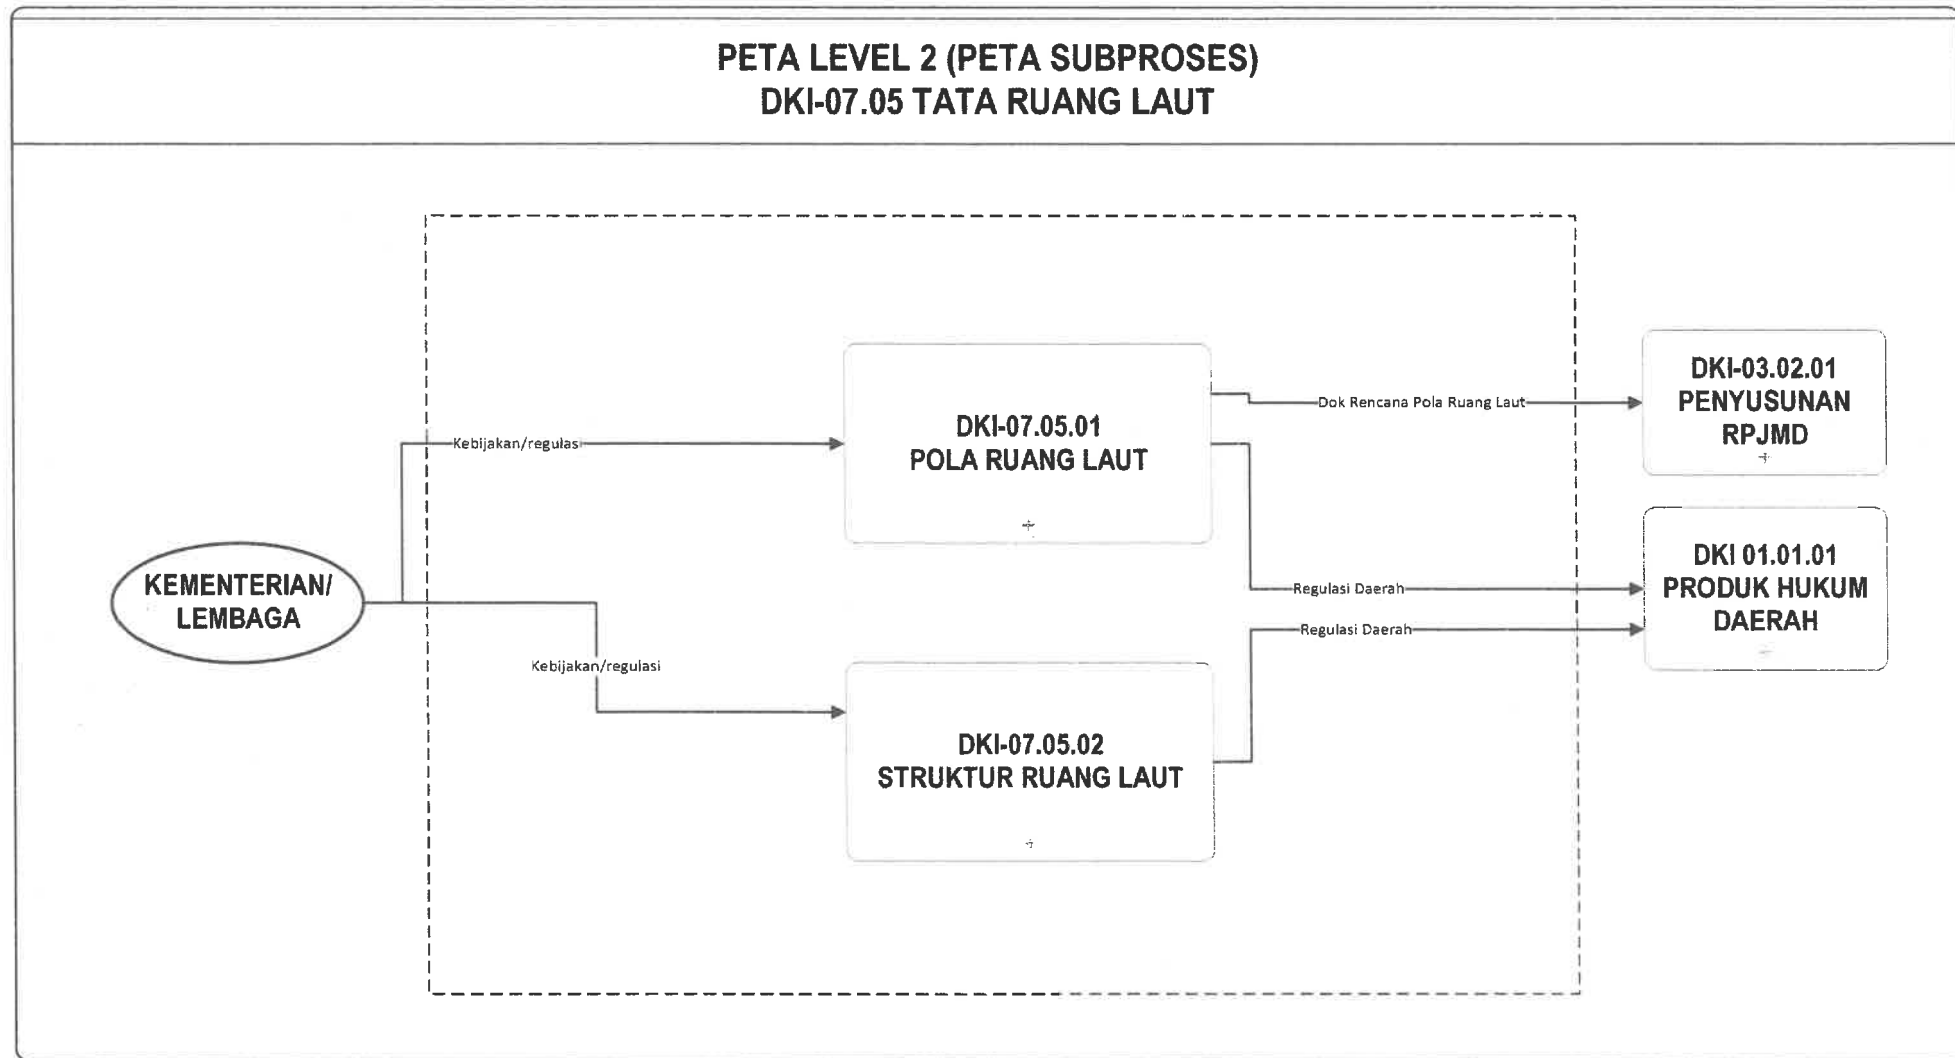 PETA LEVEL 2 (PETA SUBPROSES)
DKI-07.05 TATA RUANG LAUT
DKI-03.02.01
PENYUSUNAN
RPJMD
Dok Rencana Pola Ruang Laut
DKI-07.05.01
POLA RUANG LAUT
Kebijakan/regulasi
KEMENTERIAN/
LEMBAGA
Regulasi Daerah
DKI 01.01.01
PRODUK HUKUM
DAERAH
Regulasi Daerah
Kebijakan/regulasi
DKI-07.05.02
STRUKTUR RUANG LAUT